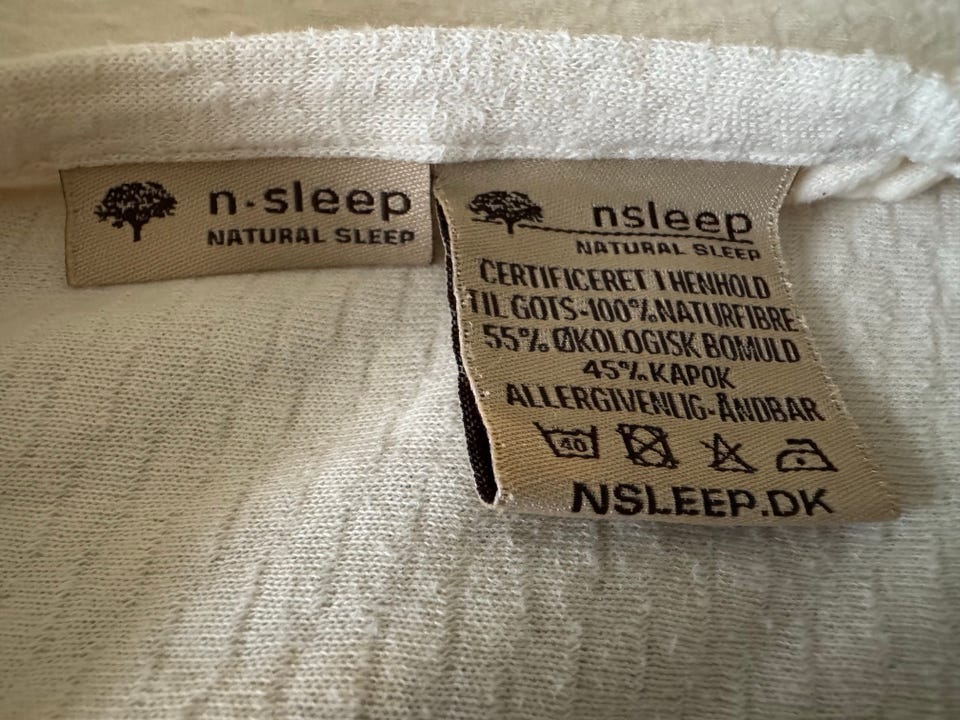 n·sleep
NATURAL SLEEP
nsleep
NATURAL SLEEP
CERTIFICERET I HENHOLD
TIL GOTS-100% NATURFIBRE
55% ØKOLOGISK BOMULD
45% KAPOK
ALLERGIVENLIG-ÅNDBAR
40
NSLEEP.DK